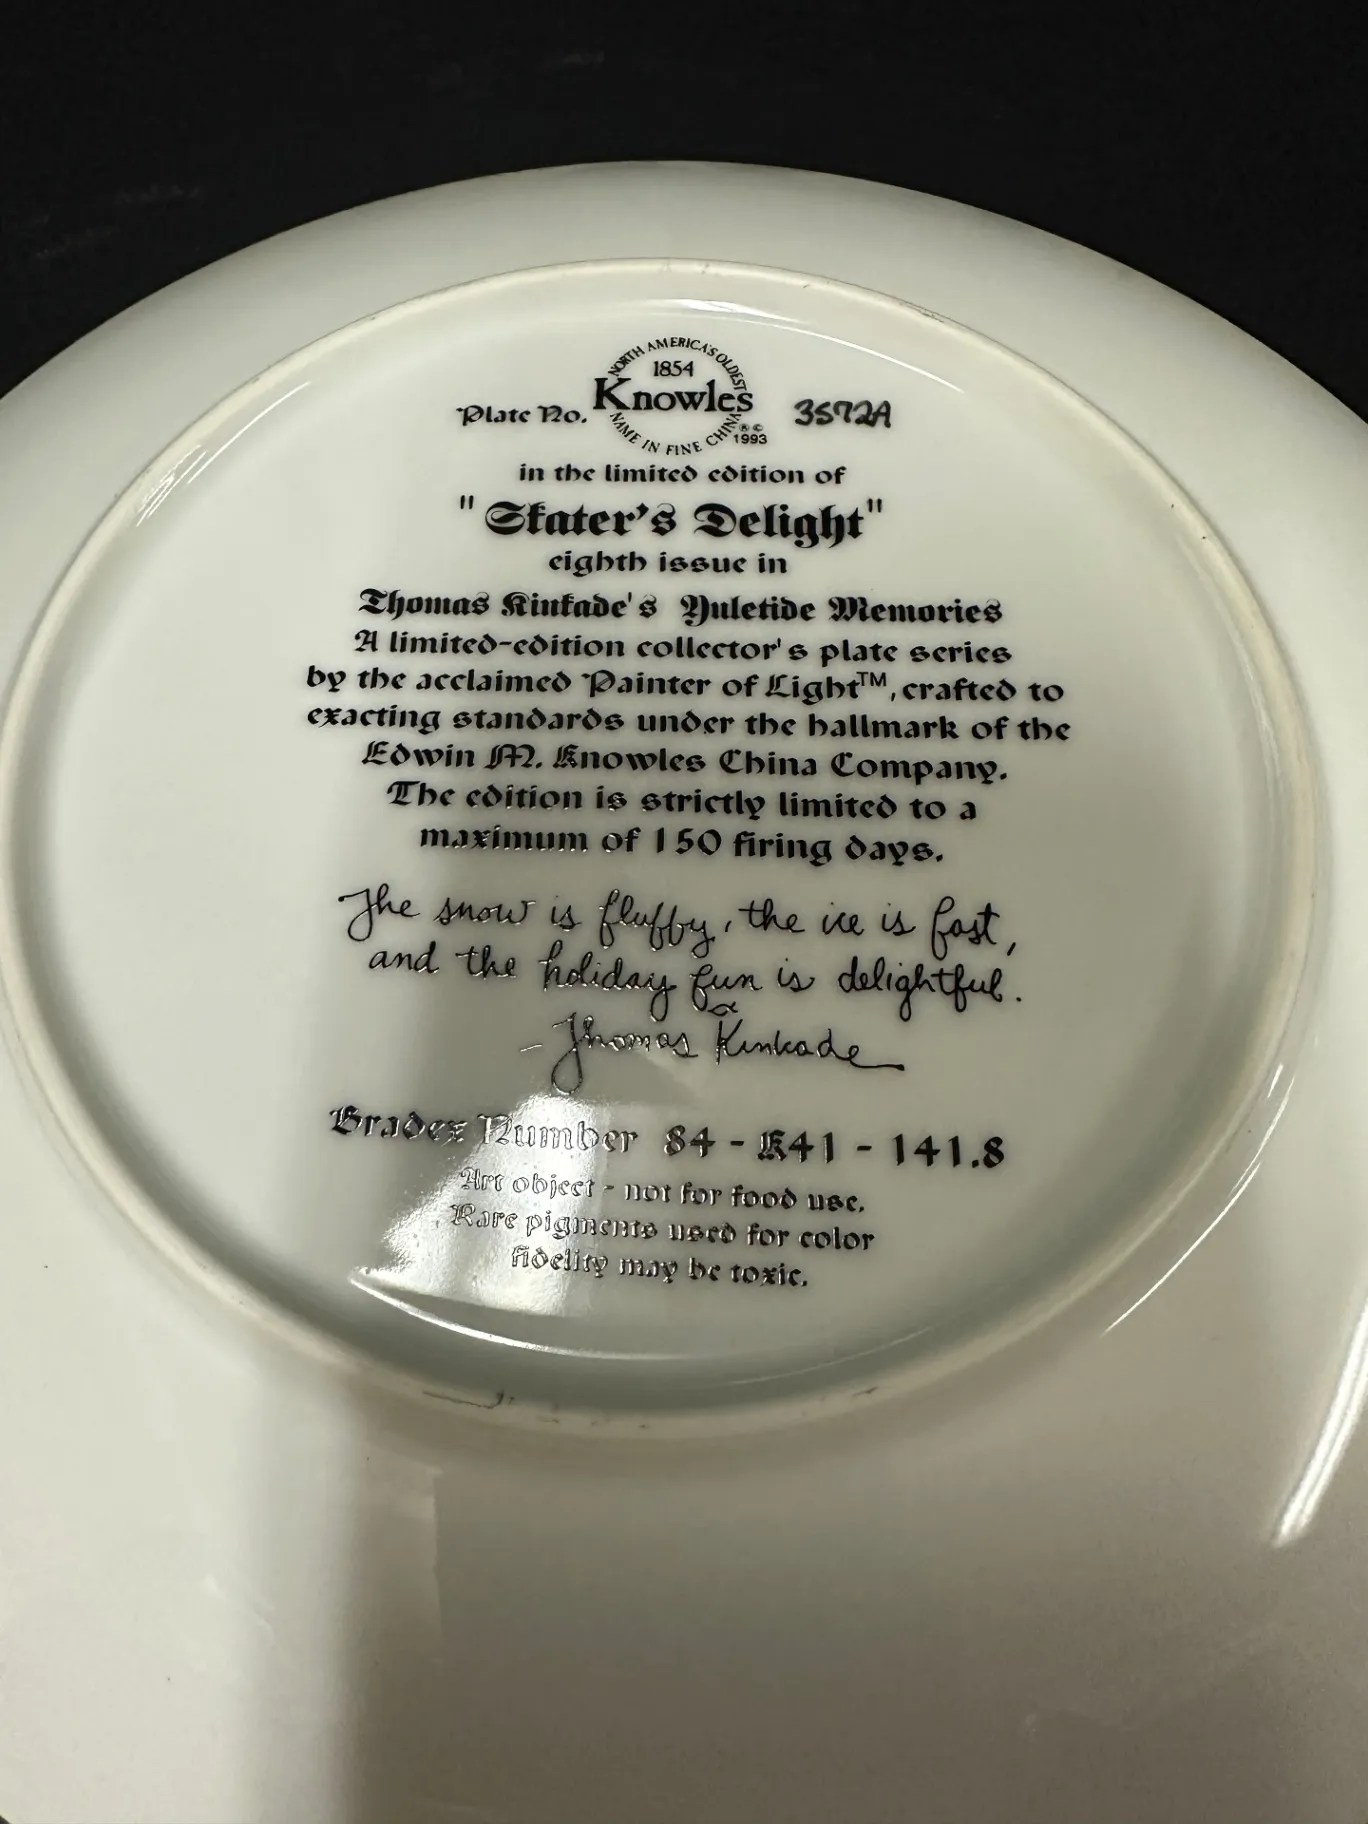 NORTH AMERICA'S OLDEST
1854
Knowles
NAME IN FINE CHINA
® ©
1993
Plate No. 3572A
in the limited edition of
"Skater's Delight"
eighth issue in
Thomas Kinkade's Yuletide Memories
A limited-edition collector's plate series
by the acclaimed Painter of Light™, crafted to
exacting standards under the hallmark of the
Edwin M. Knowles China Company.
The edition is strictly limited to a
maximum of 150 firing days.
The snow is fluffy, the ice is fast,
and the holiday fun is delightful.
- Thomas Kinkade
Bradex Number 84 - K41 - 141.8
Art object - not for food use.
Rare pigments used for color
fidelity may be toxic.